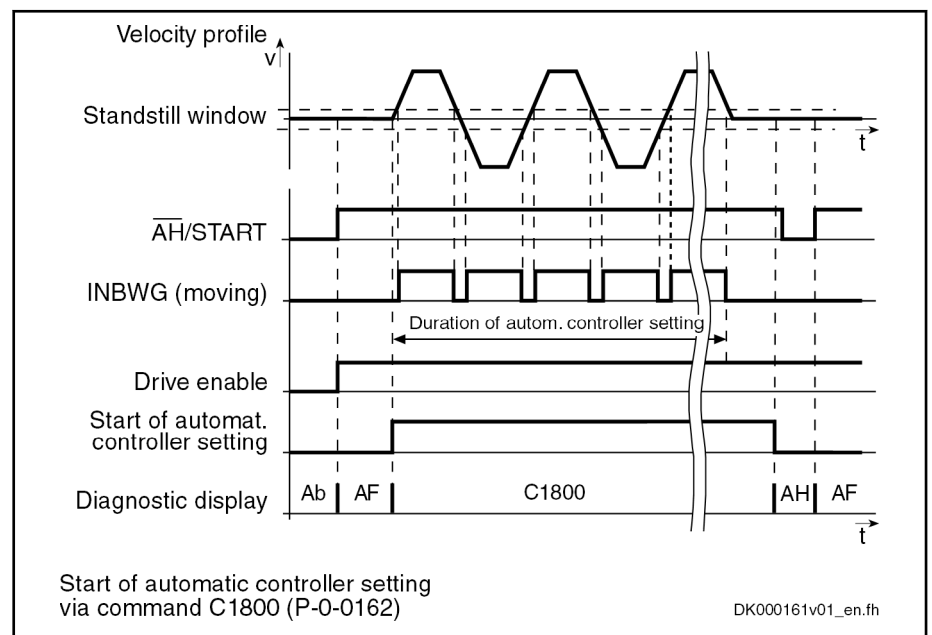 Velocity profile
v
Standstill window
t
A̅H̅/START
INBWG (moving)
Duration of autom. controller setting
Drive enable
Start of automat.
controller setting
Diagnostic display
Ab AF C1800 AH AF
t
Start of automatic controller setting
via command C1800 (P-0-0162)
DK000161v01_en.fh